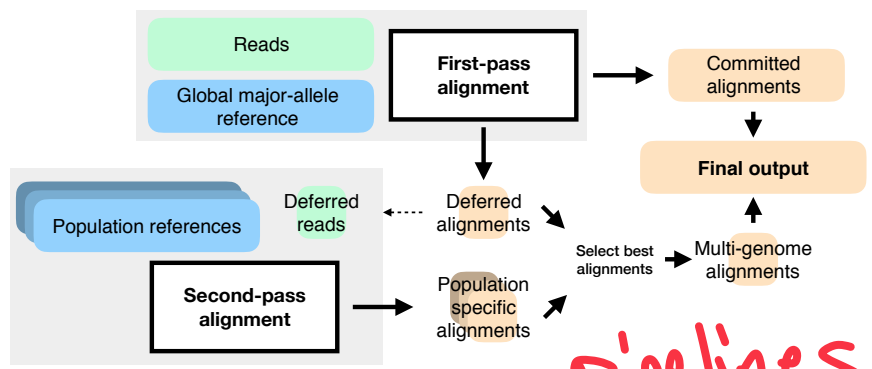 Reads
Global major-allele
reference
First-pass
alignment
Committed
alignments
Final output
Population references
Deferred
reads
Deferred
alignments
Select best
alignments
Multi-genome
alignments
Second-pass
alignment
Population
specific
alignments